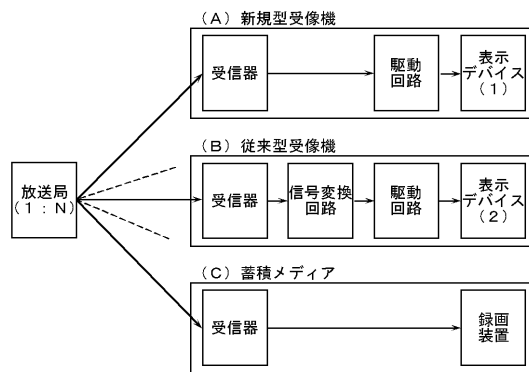 （Ａ）新規型受像機
受信器
駆動
回路
表示
デバイス
（１）
（Ｂ）従来型受像機
放送局
（１：Ｎ）
受信器
信号変換
回路
駆動
回路
表示
デバイス
（２）
（Ｃ）蓄積メディア
受信器
録画
装置